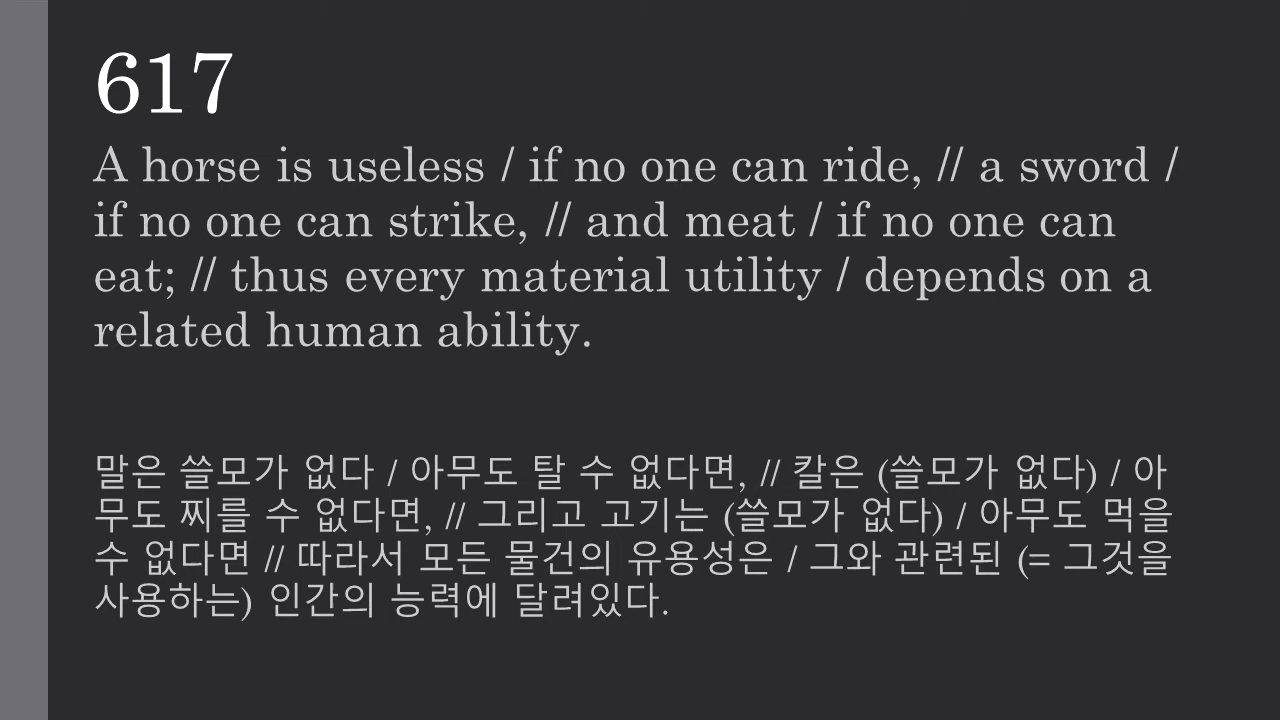 617
A horse is useless / if no one can ride, // a sword /
if no one can strike, // and meat / if no one can
eat; // thus every material utility / depends on a
related human ability.
말은 쓸모가 없다 / 아무도 탈 수 없다면, // 칼은 (쓸모가 없다) / 아
무도 찌를 수 없다면, // 그리고 고기는 (쓸모가 없다) / 아무도 먹을
수 없다면 // 따라서 모든 물건의 유용성은 / 그와 관련된 (= 그것을
사용하는) 인간의 능력에 달려있다.